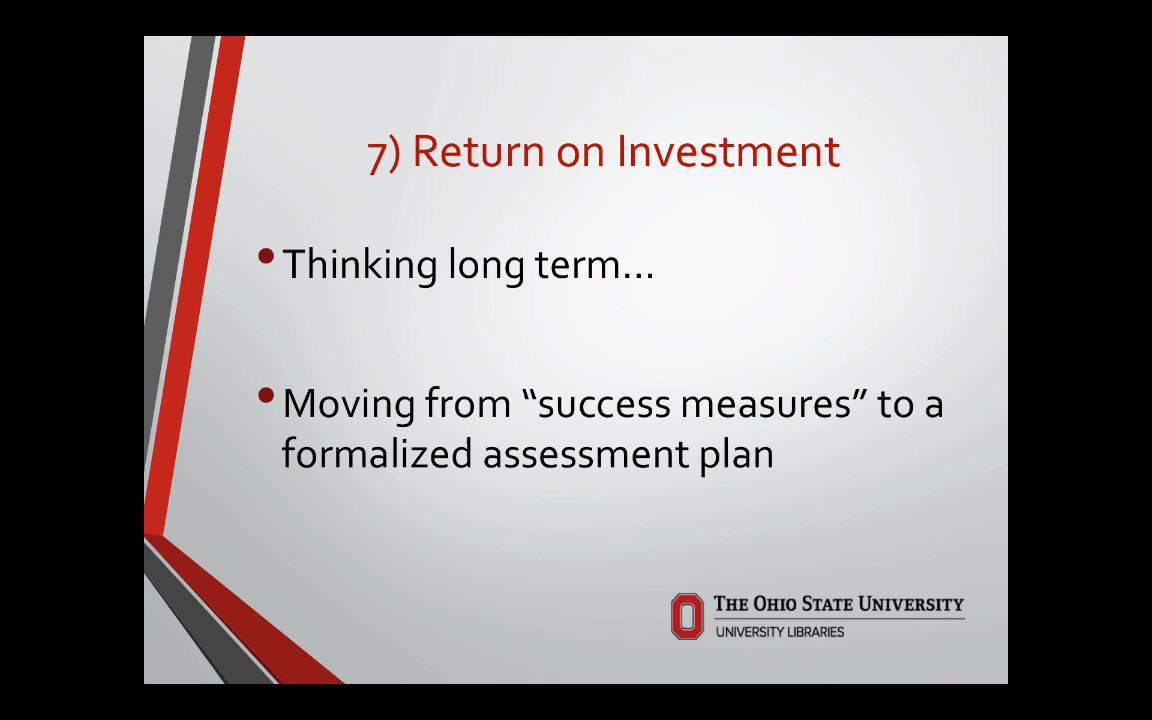 7) Return on Investment
• Thinking long term…
• Moving from “success measures” to a
formalized assessment plan
THE OHIO STATE UNIVERSITY
UNIVERSITY LIBRARIES